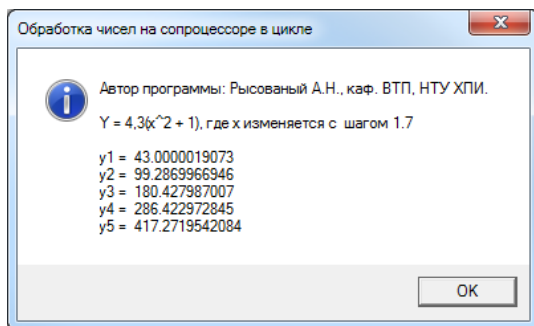 Обработка чисел на сопроцессоре в цикле
Автор программы: Рысованый А.Н., каф. ВТП, НТУ ХПИ.
Y = 4,3(x^2 + 1), где x изменяется с  шагом 1.7
y1 =  43.0000019073
y2 =  99.2869966946
y3 =  180.427987007
y4 =  286.422972845
y5 =  417.2719542084
OK